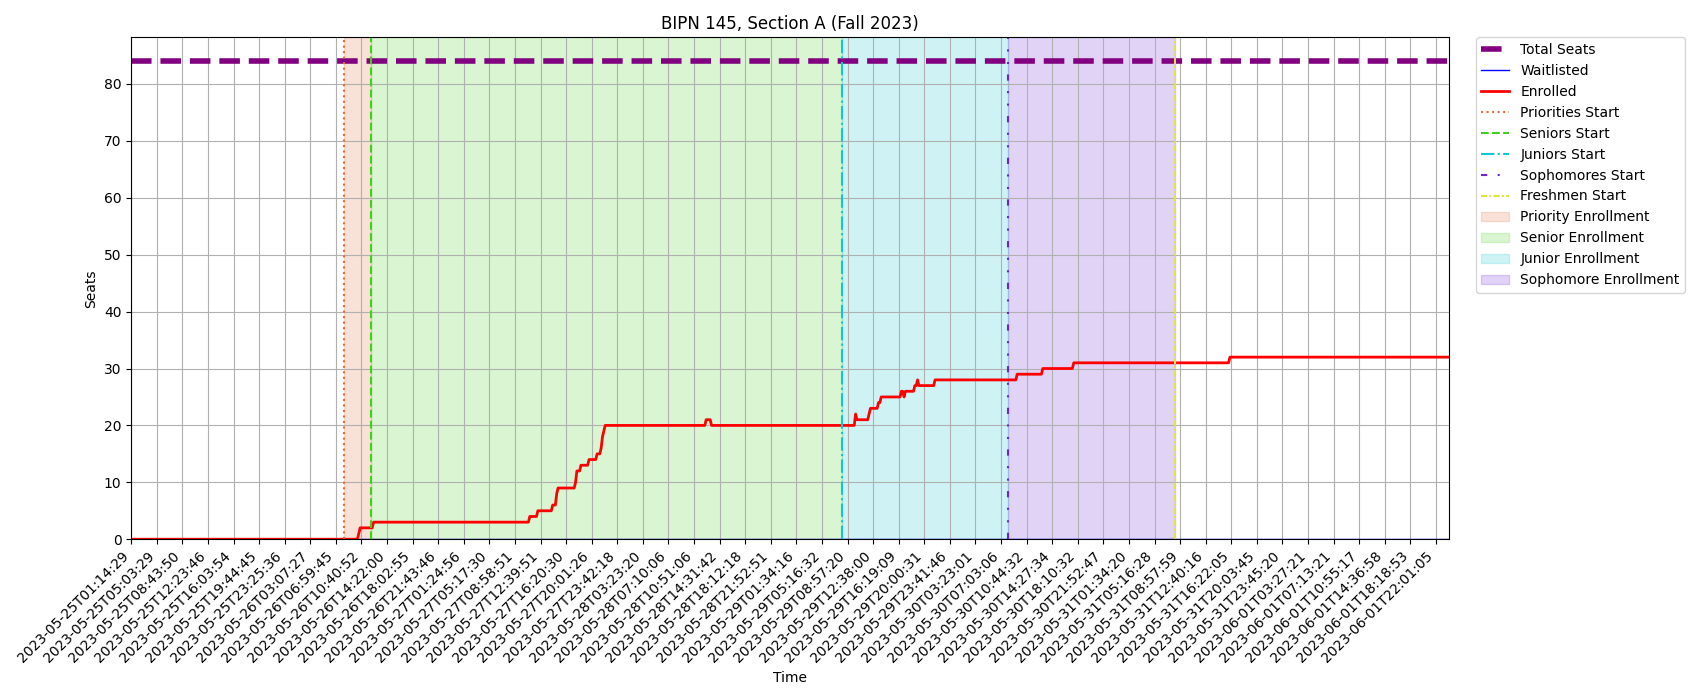 BIPN 145, Section A (Fall 2023)
Seats
80
70
60
50
40
30
20
10
0
2023-05-25T01:14:29
2023-05-25T05:03:29
2023-05-25T08:43:50
2023-05-25T12:23:46
2023-05-25T16:03:54
2023-05-25T19:44:45
2023-05-25T23:25:36
2023-05-26T03:07:27
2023-05-26T06:59:45
2023-05-26T10:40:52
2023-05-26T14:22:00
2023-05-26T18:02:55
2023-05-26T21:43:46
2023-05-27T01:24:56
2023-05-27T05:17:30
2023-05-27T08:58:51
2023-05-27T12:39:51
2023-05-27T16:20:30
2023-05-27T20:01:26
2023-05-27T23:42:18
2023-05-28T03:23:20
2023-05-28T07:10:06
2023-05-28T10:51:06
2023-05-28T14:31:42
2023-05-28T18:12:18
2023-05-28T21:52:51
2023-05-29T01:34:16
2023-05-29T05:16:32
2023-05-29T08:57:20
2023-05-29T12:38:00
2023-05-29T16:19:09
2023-05-29T20:00:31
2023-05-29T23:41:46
2023-05-30T03:23:01
2023-05-30T07:03:06
2023-05-30T10:44:32
2023-05-30T14:27:34
2023-05-30T18:10:32
2023-05-30T21:52:47
2023-05-31T01:34:20
2023-05-31T05:16:28
2023-05-31T08:57:59
2023-05-31T12:40:16
2023-05-31T16:22:05
2023-05-31T20:03:45
2023-05-31T23:45:20
2023-06-01T03:27:21
2023-06-01T07:13:21
2023-06-01T10:55:17
2023-06-01T14:36:58
2023-06-01T18:18:53
2023-06-01T22:01:05
Time
Total Seats
Waitlisted
Enrolled
Priorities Start
Seniors Start
Juniors Start
Sophomores Start
Freshmen Start
Priority Enrollment
Senior Enrollment
Junior Enrollment
Sophomore Enrollment